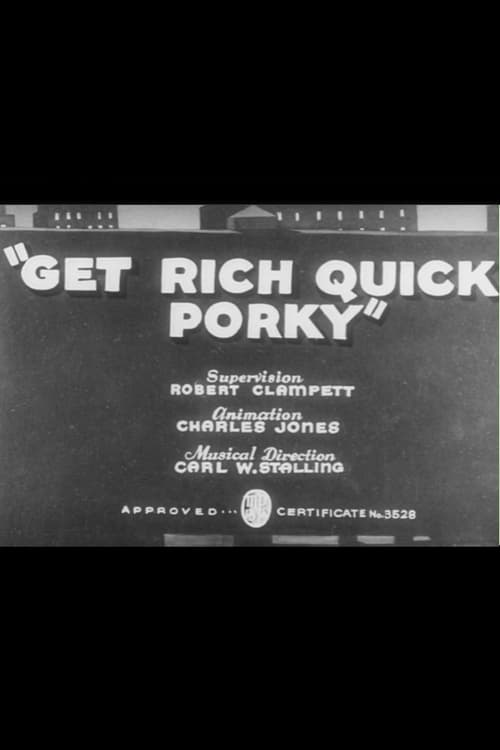 "GET RICH QUICK
PORKY"
Supervision
ROBERT CLAMPETT
Animation
CHARLES JONES
Musical Direction
CARL W. STALLING
APPROVED... CERTIFICATE No. 3528